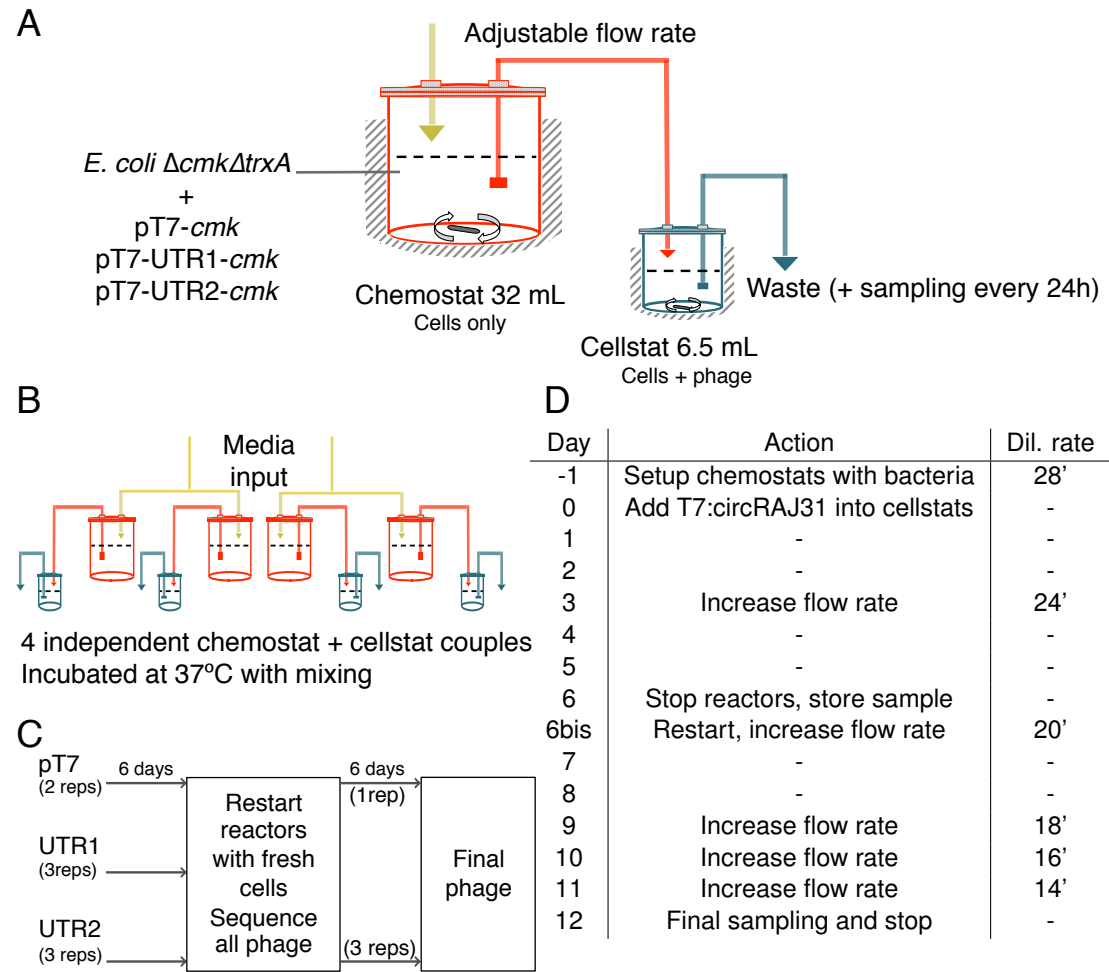 A
Adjustable flow rate
E. coli ΔcmkΔtrxA
+
pT7-cmk
pT7-UTR1-cmk
pT7-UTR2-cmk
Chemostat 32 mL
Cells only
Waste (+ sampling every 24h)
Cellstat 6.5 mL
Cells + phage
B
Media
input
4 independent chemostat + cellstat couples
Incubated at 37ºC with mixing
C
pT7
(2 reps)
6 days
UTR1
(3reps)
UTR2
(3 reps)
Restart
reactors
with fresh
cells
Sequence
all phage
6 days
(1rep)
(3 reps)
Final
phage
D
Day Action Dil. rate
-1 Setup chemostats with bacteria 28'
0 Add T7:circRAJ31 into cellstats -
1 - -
2 - -
3 Increase flow rate 24'
4 - -
5 - -
6 Stop reactors, store sample -
6bis Restart, increase flow rate 20'
7 - -
8 - -
9 Increase flow rate 18'
10 Increase flow rate 16'
11 Increase flow rate 14'
12 Final sampling and stop -